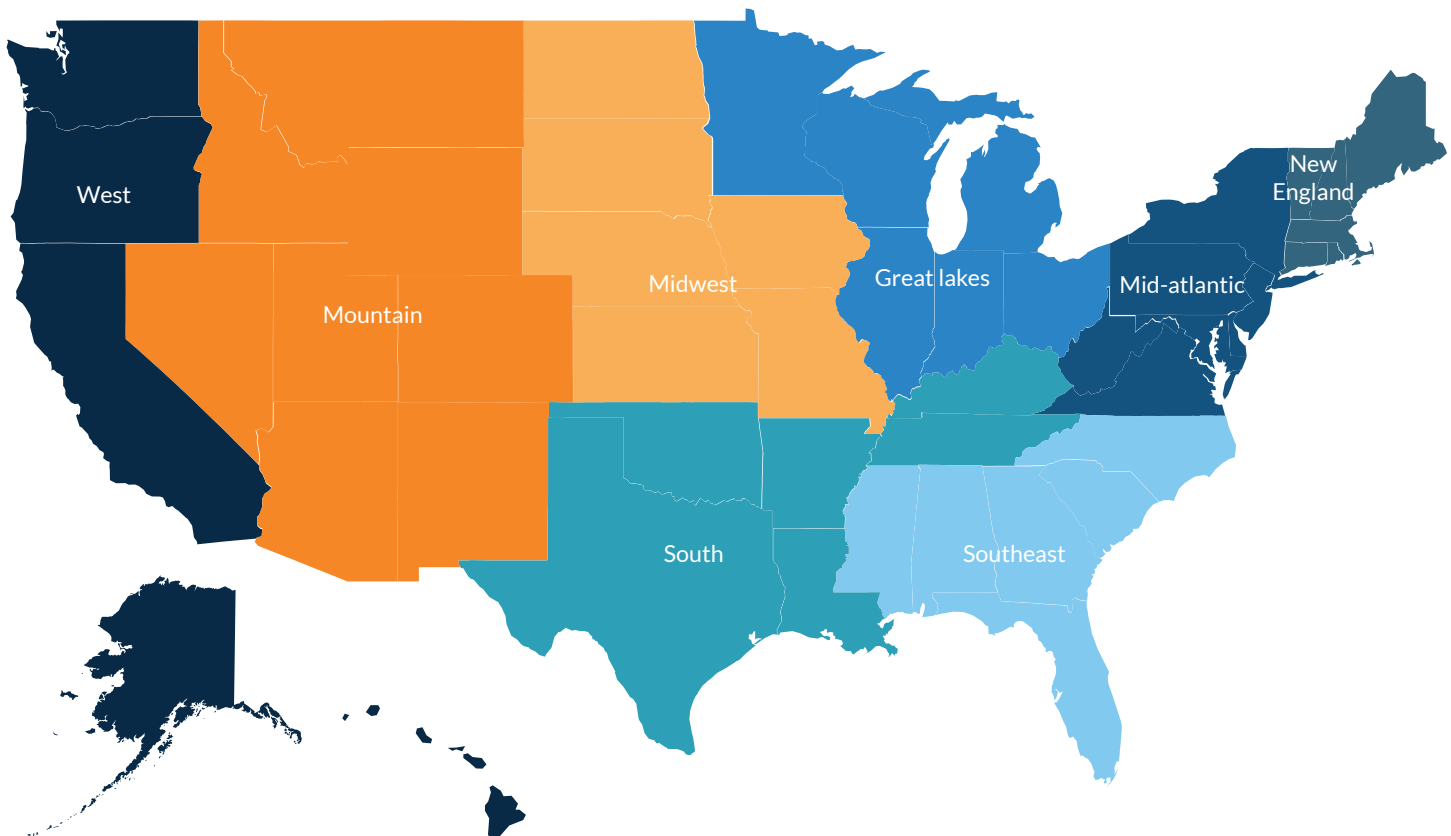 West
Mountain
Midwest
Great lakes
Mid-atlantic
New
England
South
Southeast